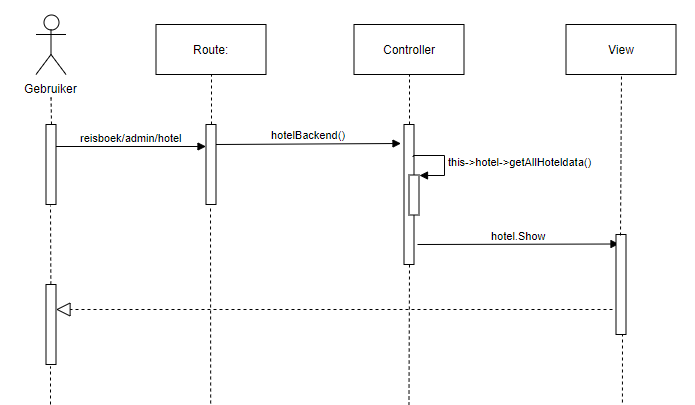 Route:
Controller
View
Gebruiker
reisboek/admin/hotel
hotelBackend()
this->hotel->getAllHoteldata()
hotel.Show